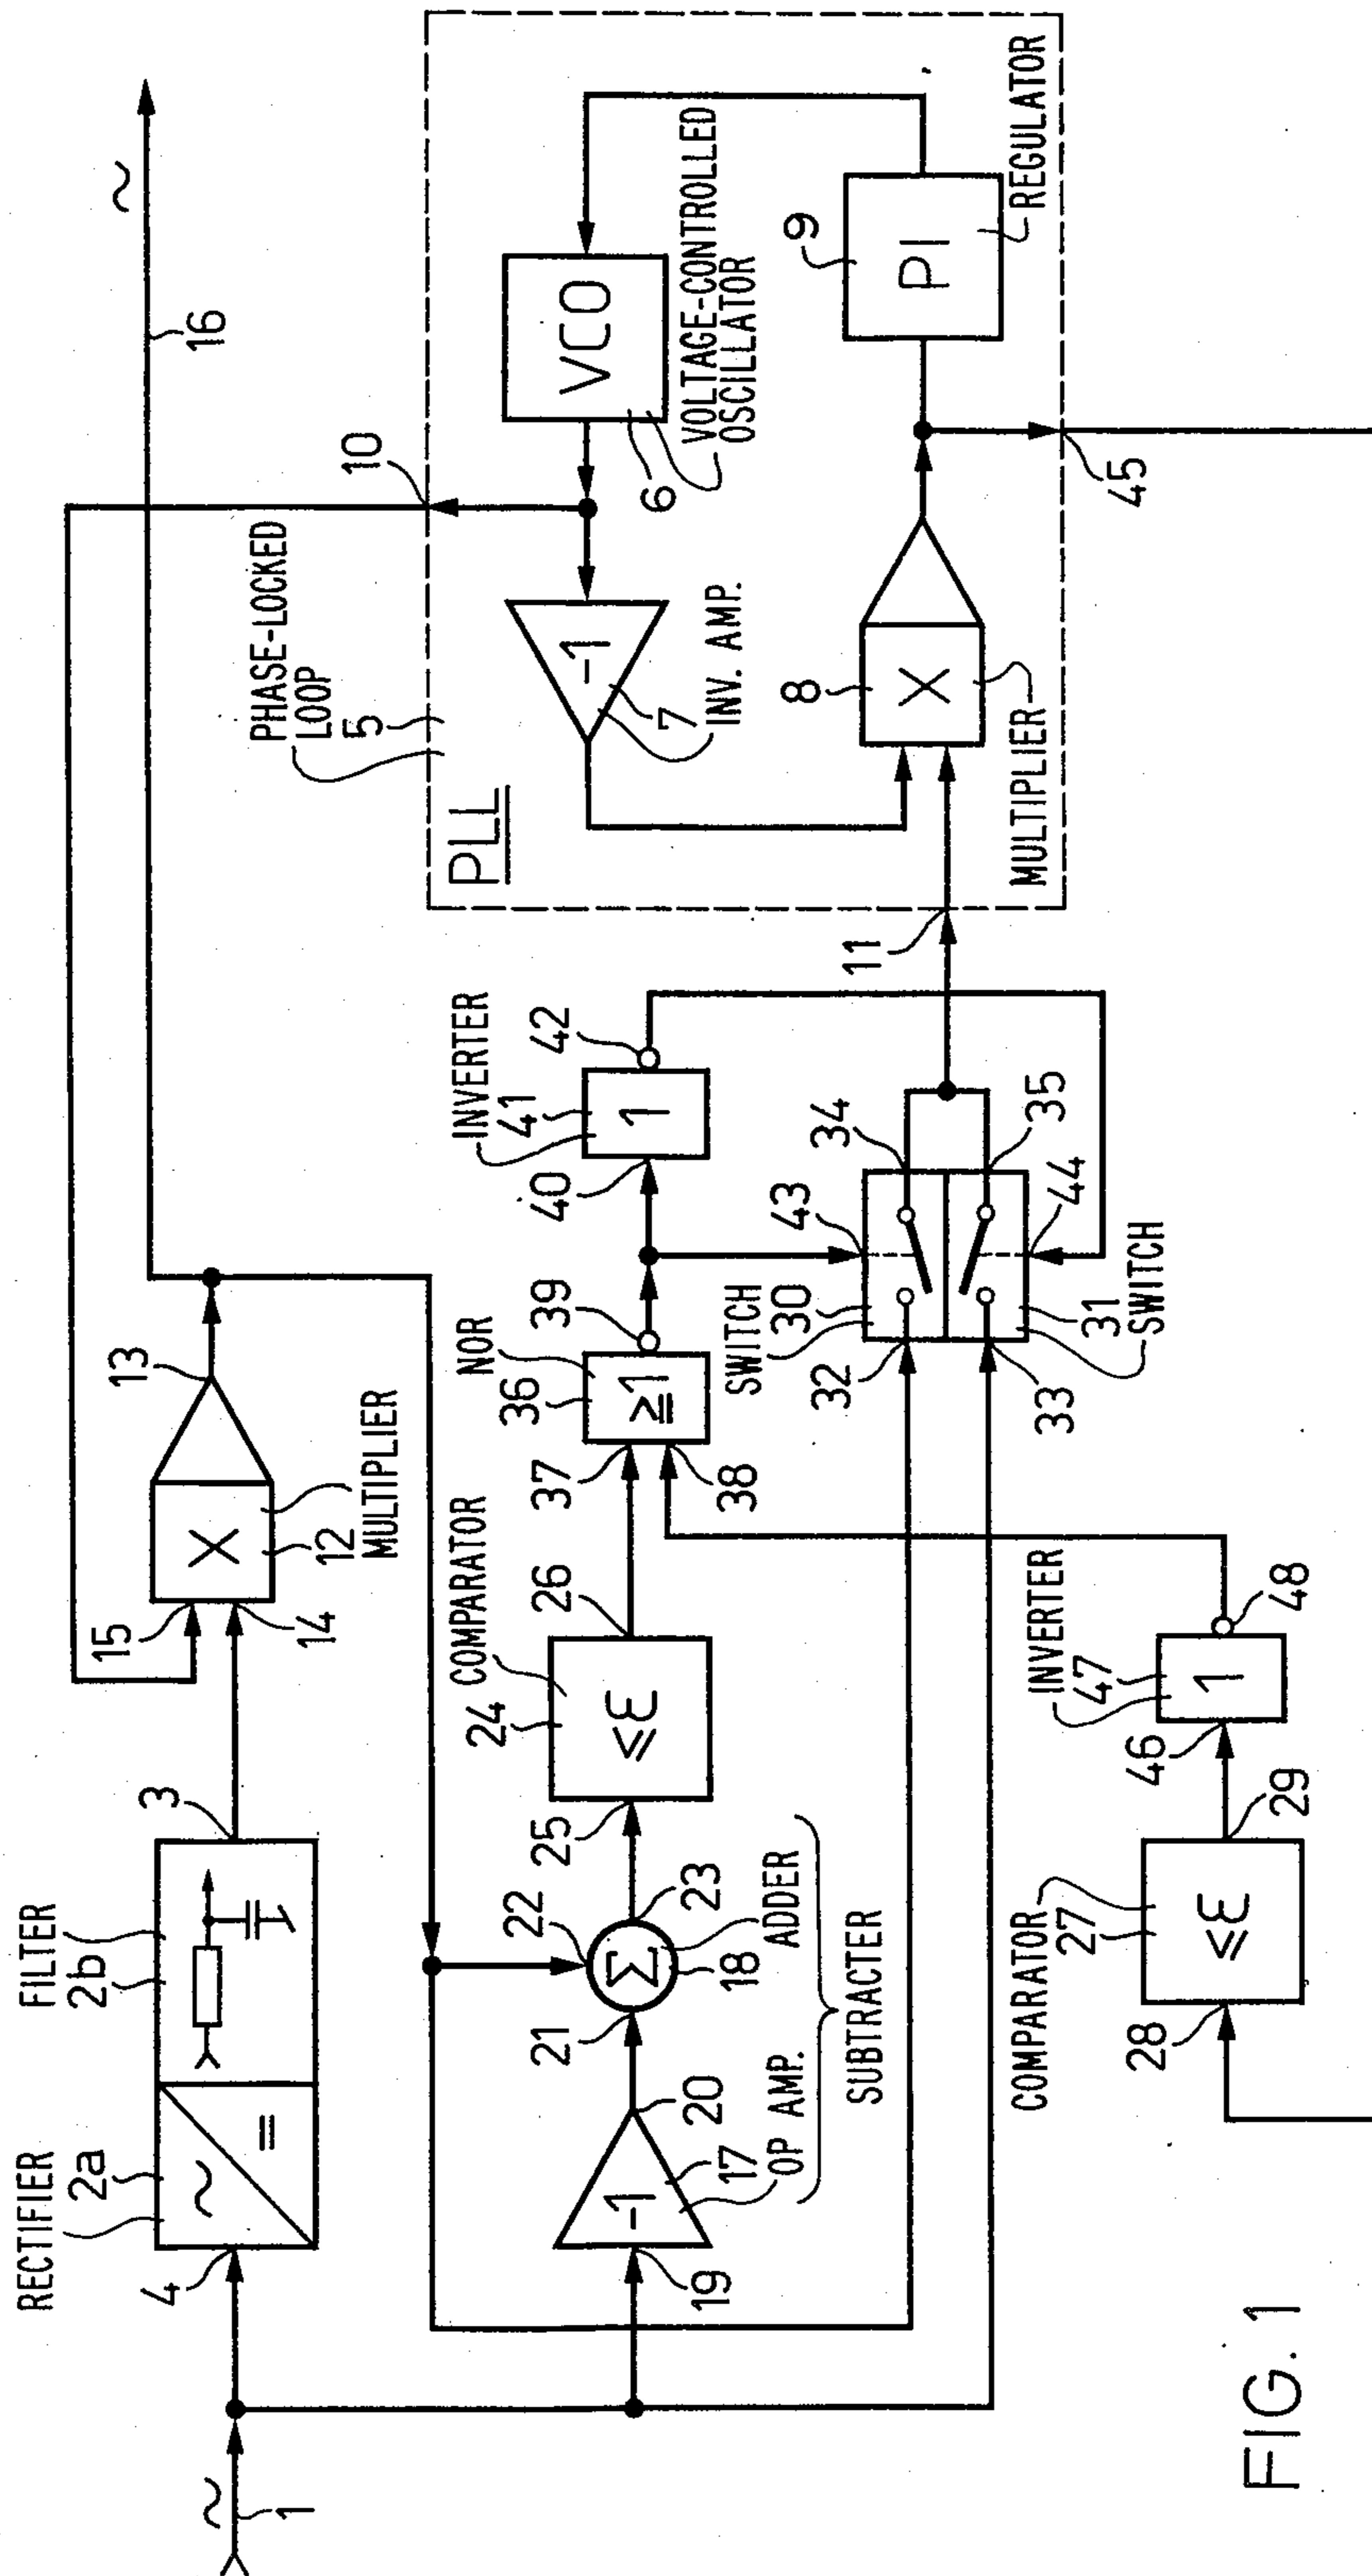 RECTIFIER
2a
FILTER
2b
~
=
4
3
~
1
15
14
X
12
MULTIPLIER
13
16
~
10
PHASE-LOCKED
LOOP
5
PLL
VCO
6
VOLTAGE-CONTROLLED
OSCILLATOR
-1
7
INV. AMP.
8
X
MULTIPLIER
9
PI
REGULATOR
45
11
-1
19
17
OP AMP.
20
21
22
Σ
18
ADDER
23
SUBTRACTER
25
24
COMPARATOR
≤Ɛ
26
37
38
36
NOR
≥1
39
40
INVERTER
41
1
42
43
SWITCH
30
32
34
33
35
31
SWITCH
44
COMPARATOR
27
≤Ɛ
28
29
46
INVERTER
47
1
48
FIG. 1